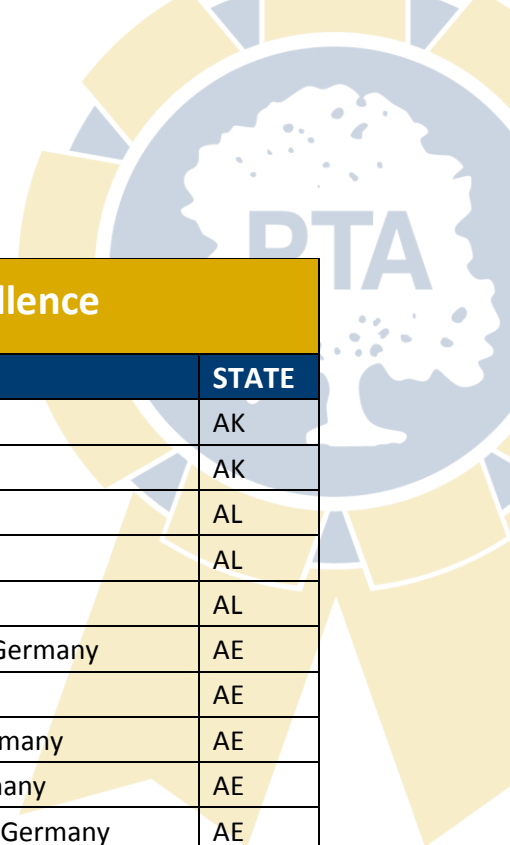 PTA
llence
STATE
AK
AK
AL
AL
AL
Germany AE
AE
many AE
any AE
Germany AE